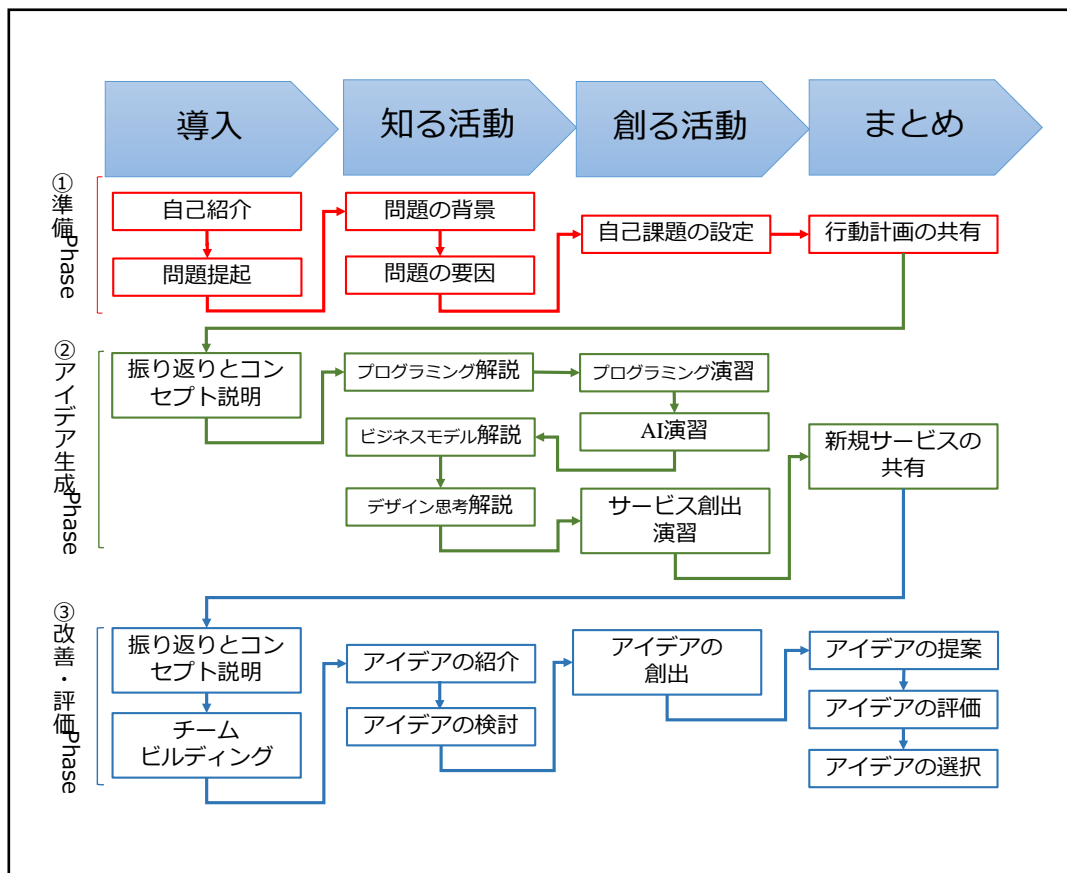 導入
知る活動
創る活動
まとめ
①準備Phase
自己紹介
問題の背景
自己課題の設定
行動計画の共有
問題提起
問題の要因
②アイデア生成Phase
振り返りとコン
セプト説明
プログラミング解説
プログラミング演習
ビジネスモデル解説
AI演習
新規サービスの
共有
デザイン思考解説
サービス創出
演習
③改善・評価Phase
振り返りとコン
セプト説明
アイデアの紹介
アイデアの
創出
アイデアの提案
チーム
ビルディング
アイデアの検討
アイデアの評価
アイデアの選択